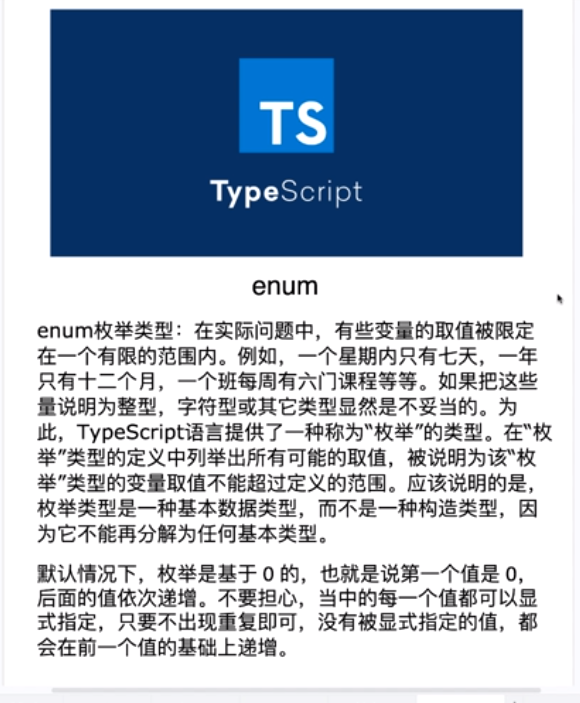 TS
TypeScript
enum
enum枚举类型：在实际问题中，有些变量的取值被限定
在一个有限的范围内。例如，一个星期内只有七天，一年
只有十二个月，一个班每周有六门课程等等。如果把这些
量说明为整型，字符型或其它类型显然是不妥当的。为
此，TypeScript语言提供了一种称为“枚举”的类型。在“枚
举”类型的定义中列举出所有可能的取值，被说明为该“枚
举”类型的变量取值不能超过定义的范围。应该说明的是，
枚举类型是一种基本数据类型，而不是一种构造类型，因
为它不能再分解为任何基本类型。
默认情况下，枚举是基于 0 的，也就是说第一个值是 0，
后面的值依次递增。不要担心，当中的每一个值都可以显
式指定，只要不出现重复即可，没有被显式指定的值，都
会在前一个值的基础上递增。